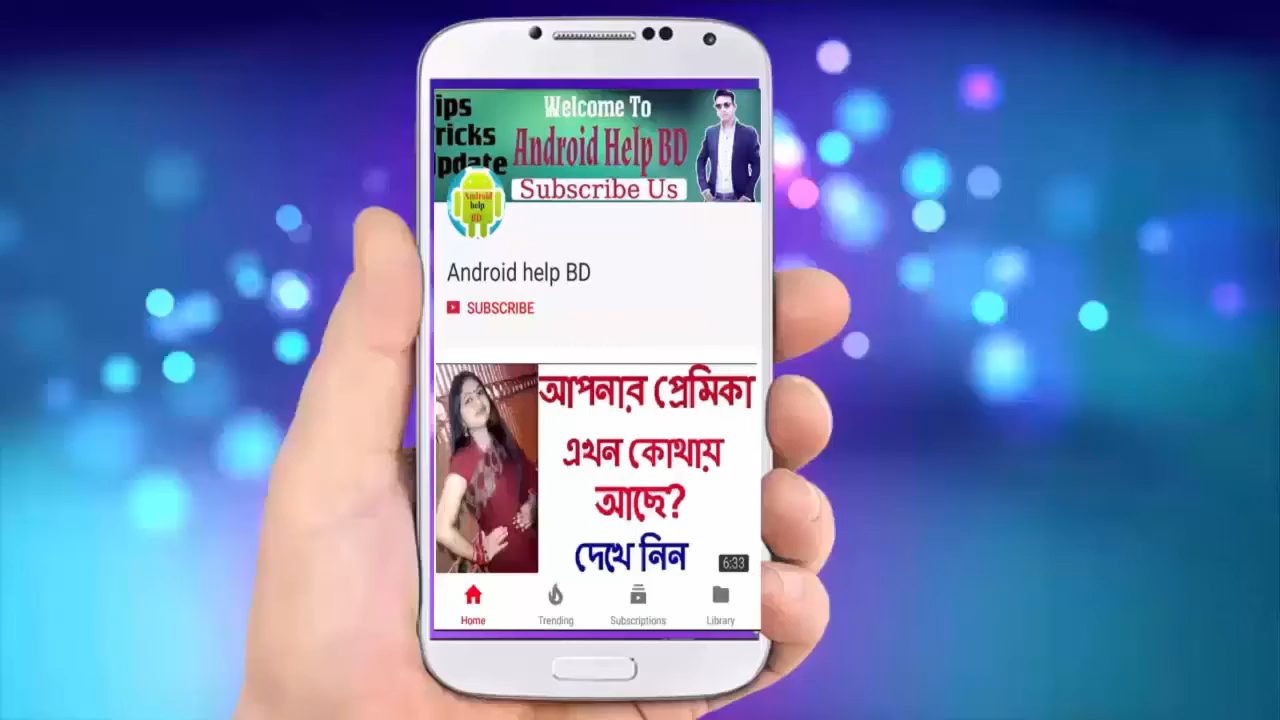 ips
ricks
pdate
Welcome To
Android Help BD
Subscribe Us
Android
help
BD
Android help BD
SUBSCRIBE
আপনার প্রেমিকা
এখন কোথায়
আছে?
দেখে নিন
6:33
Home
Trending
Subscriptions
Library